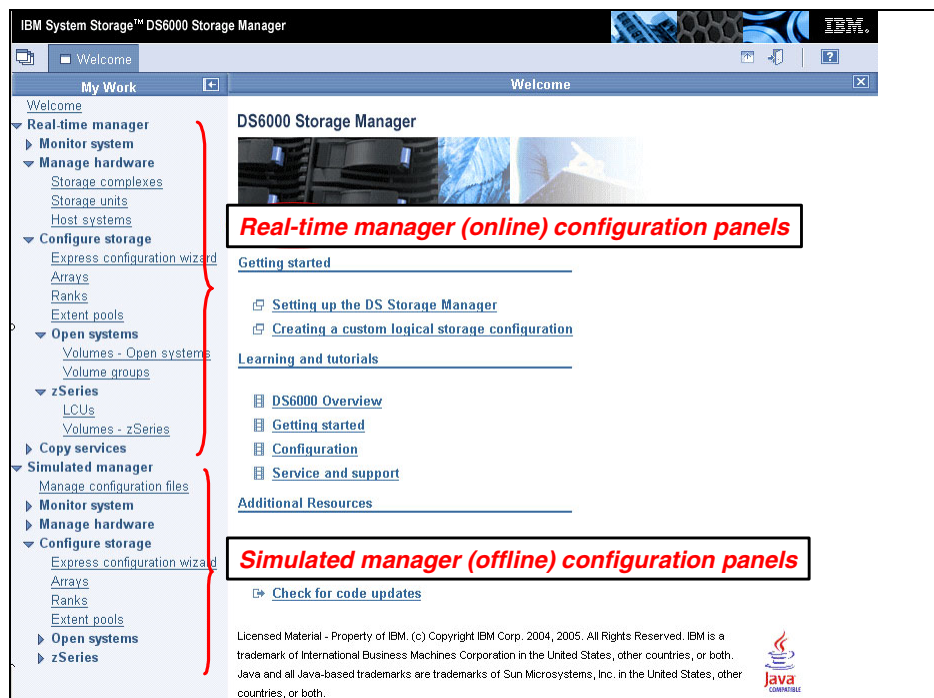 IBM System Storage™ DS6000 Storage Manager
IBM.
Welcome
?
My Work
Welcome
Welcome
Real-time manager
Monitor system
Manage hardware
Storage complexes
Storage units
Host systems
Configure storage
Express configuration wizard
Arrays
Ranks
Extent pools
Open systems
Volumes - Open systems
Volume groups
zSeries
LCUs
Volumes - zSeries
Copy services
Simulated manager
Manage configuration files
Monitor system
Manage hardware
Configure storage
Express configuration wizard
Arrays
Ranks
Extent pools
Open systems
zSeries
DS6000 Storage Manager
Real-time manager (online) configuration panels
Getting started
Setting up the DS Storage Manager
Creating a custom logical storage configuration
Learning and tutorials
DS6000 Overview
Getting started
Configuration
Service and support
Additional Resources
Simulated manager (offline) configuration panels
Check for code updates
Licensed Material - Property of IBM. (c) Copyright IBM Corp. 2004, 2005. All Rights Reserved. IBM is a
trademark of International Business Machines Corporation in the United States, other countries, or both.
Java and all Java-based trademarks are trademarks of Sun Microsystems, Inc. in the United States, other
countries, or both.
Java
COMPATIBLE